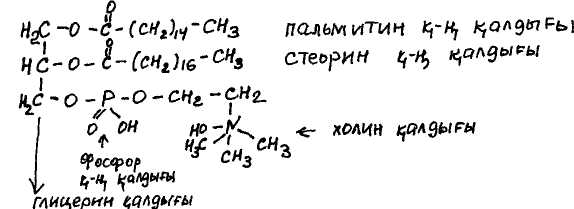 H₂C-O-C(=O)-(CH₂)₁₄-CH₃ пальмитин қ-ң қалдығы
HC-O-C(=O)-(CH₂)₁₆-CH₃ стеорин қ-ң қалдығы
H₂C-O-P-O-CH₂-CH₂
O OH HO-N ← холин қалдығы
H₃C CH₃ CH₃
Фосфор
қ-ң қалдығы
глицерин қалдығы